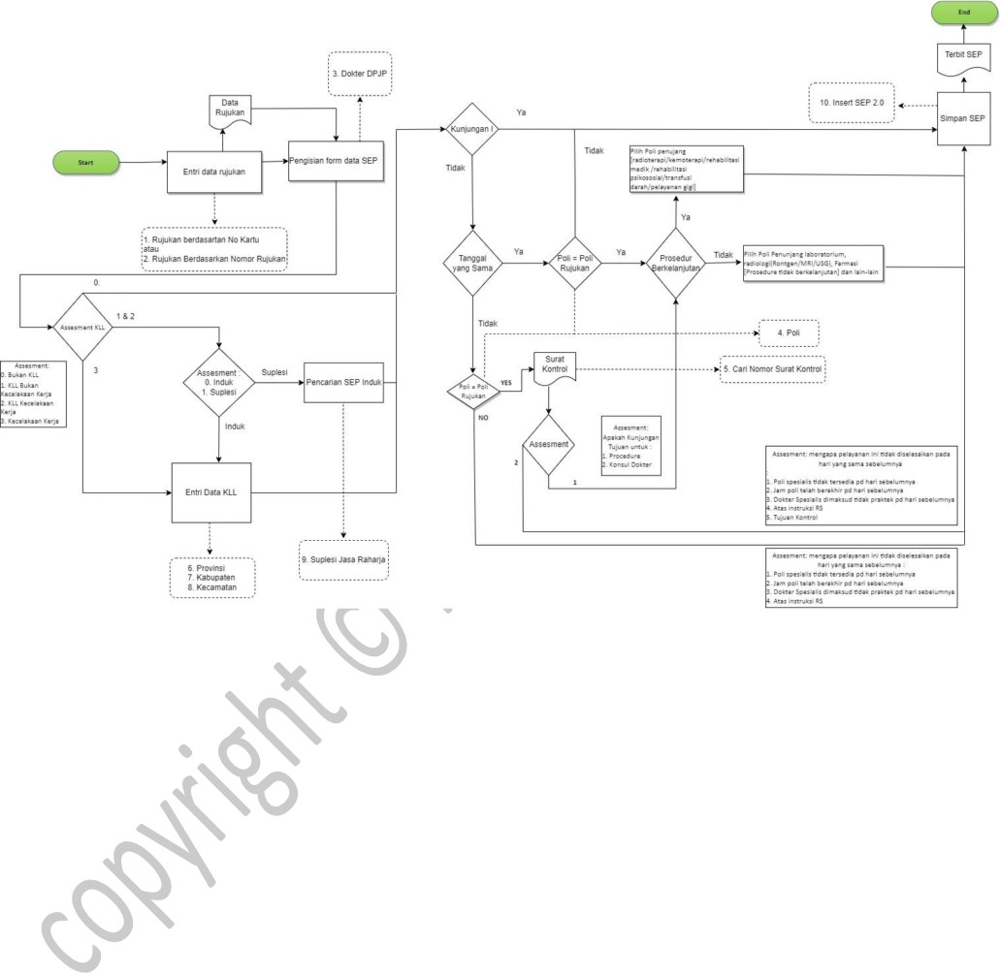 End
Terbit SEP
3. Dokter DPJP
10. Insert SEP 2.0
Simpan SEP
Data
Rujukan
Start
Entri data rujukan
Pengisian form data SEP
1. Rujukan berdasartan No Kartu
atau
2. Rujukan Berdasarkan Nomor Rujukan
Kunjungan I
Ya
Tidak
Tidak
Pilih Poli penujang
[radioterapi/kemoterapi/rehabilitasi
medik /rehabilitasi
psikososial/transfusi
darah/pelayanan gigi]
Ya
Tanggal
yang Sama
Ya
Poli = Poli
Rujukan
Ya
Prosedur
Berkelanjutan
Tidak
Pilih Poli Penunjang laboratorium,
radiologi(Rontgen/MRI/USG), Farmasi
[Prosedure tidak berkelanjutan] dan lain-lain
Tidak
4. Poli
0.
Assesment KLL
1 & 2
3
Assesment:
0. Bukan KLL
1. KLL Bukan
Kecelakaan Kerja
2. KLL Kecelakaan
Kerja
3. Kecelakaan Kerja
Assesment :
0. Induk
1. Suplesi
Suplesi
Pencarian SEP Induk
Induk
Entri Data KLL
6. Provinsi
7. Kabupaten
8. Kecamatan
9. Suplesi Jasa Raharja
Poli = Poli
Rujukan
YES
NO
Surat
Kontrol
5. Cari Nomor Surat Kontrol
Assesment
2
1
Assesment:
Apakah Kunjungan
Tujuan untuk :
1. Procedure
2. Konsul Dokter
Assesment: mengapa pelayanan ini tidak diselesaikan pada
hari yang sama sebelumnya
:
1. Poli spesialis tidak tersedia pd hari sebelumnya
2. Jam poli telah berakhir pd hari sebelumnya
3. Dokter Spesialis dimaksud tidak praktek pd hari sebelumnya
4. Atas instruksi RS
5. Tujuan Kontrol
Assesment: mengapa pelayanan ini tidak diselesaikan pada
hari yang sama sebelumnya :
1. Poli spesialis tidak tersedia pd hari sebelumnya
2. Jam poli telah berakhir pd hari sebelumnya
3. Dokter Spesialis dimaksud tidak praktek pd hari sebelumnya
4. Atas instruksi RS
copyright ©